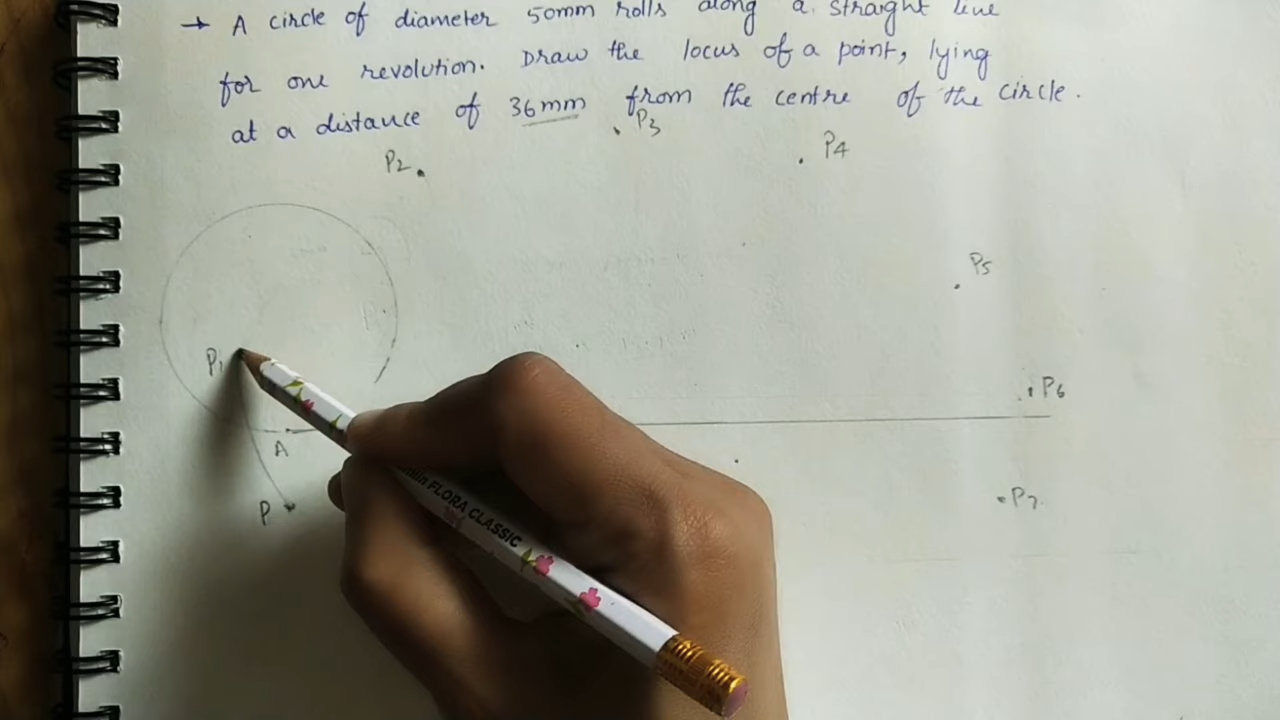 → A circle of diameter 50mm rolls along a straight line
for one revolution. Draw the locus of a point, lying
at a distance of 36mm from the centre of the circle.
P3
P4
P2
P5
P1
P6
A
P7
P
FLORA CLASSIC